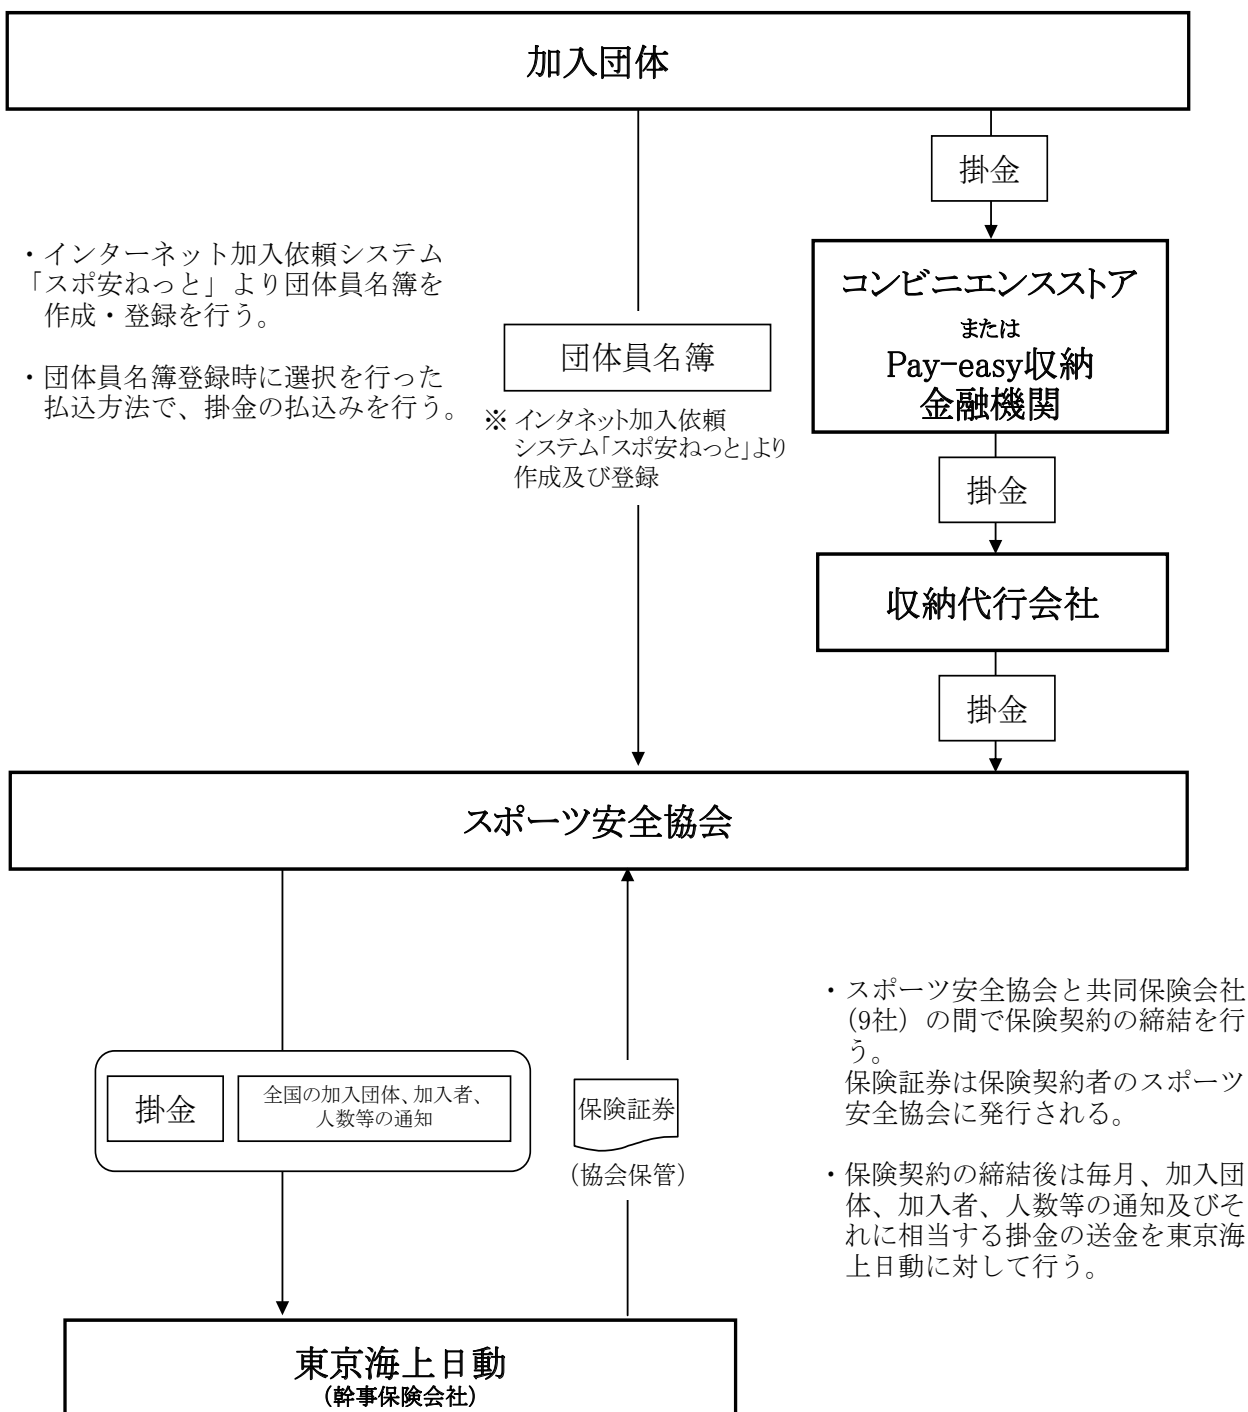 加入団体
掛金
・インターネット加入依頼システム
「スポ安ねっと」より団体員名簿を
作成・登録を行う。
・団体員名簿登録時に選択を行った
払込方法で、掛金の払込みを行う。
団体員名簿
※ インタネット加入依頼
システム「スポ安ねっと」より
作成及び登録
コンビニエンスストア
または
Pay-easy収納
金融機関
掛金
収納代行会社
掛金
スポーツ安全協会
掛金
全国の加入団体、加入者、
人数等の通知
保険証券
(協会保管)
・スポーツ安全協会と共同保険会社
(9社) の間で保険契約の締結を行
う。
保険証券は保険契約者のスポーツ
安全協会に発行される。
・保険契約の締結後は毎月、加入団
体、加入者、人数等の通知及びそ
れに相当する掛金の送金を東京海
上日動に対して行う。
東京海上日動
(幹事保険会社)